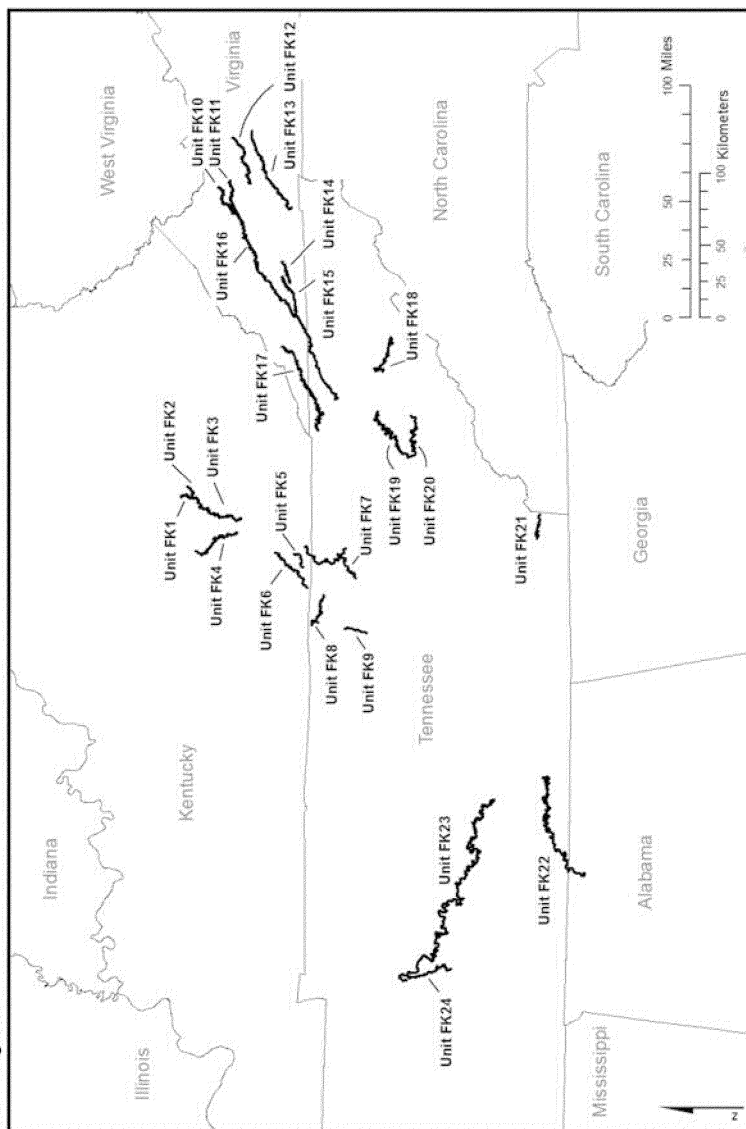 Indiana
Illinois
Kentucky
West Virginia
Virginia
Unit FK1
Unit FK2
Unit FK3
Unit FK4
Unit FK17
Unit FK16
Unit FK10
Unit FK11
Unit FK12
Unit FK13
Unit FK14
Unit FK15
Unit FK6
Unit FK5
Unit FK8
Unit FK9
Unit FK7
Unit FK18
Unit FK19
Unit FK20
Tennessee
North Carolina
Unit FK24
Unit FK23
Unit FK22
Unit FK21
Mississippi
Alabama
Georgia
South Carolina
N
0 25 50 100 Miles
0 25 50 100 Kilometers